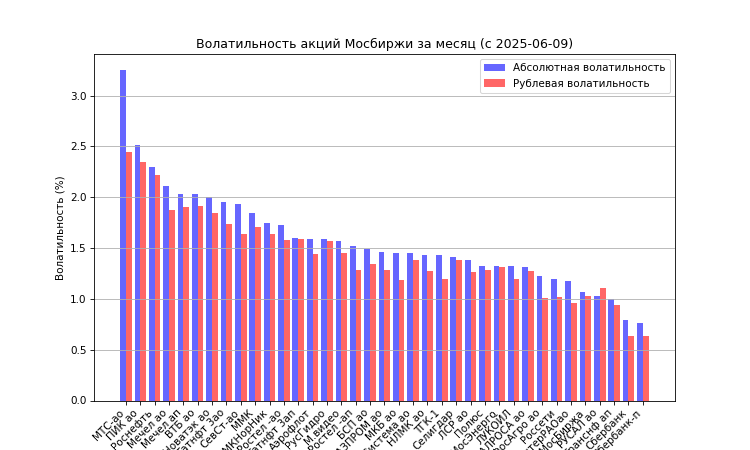 Волатильность акций Мосбиржи за месяц (с 2025-06-09)
Абсолютная волатильность
Рублевая волатильность
Волатильность (%)
3.0
2.5
2.0
1.5
1.0
0.5
0.0
МТС-ао
ПИК ао
Роснефть
Мечел ао
Мечел ап
ВТБ ао
Новатэк ао
СевСт-ао
ММК
Аэрофлот
РусГидро
М.видео
БСП ао
МКБ ао
НЛМК ао
ТГК-1
Селигдар
ЛСР ао
Полюс
МосЭнерго
ЛУКОЙЛ
РусАгро ао
Россети
МосБиржа
РУСАЛ ао
Сбербанк